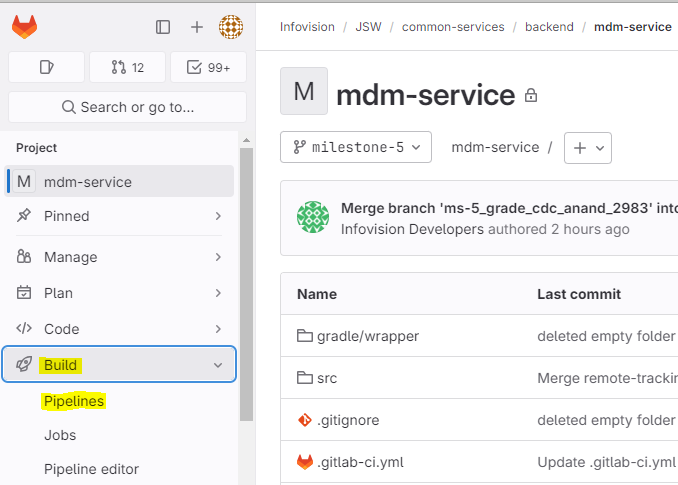 Infovision / JSW / common-services / backend / mdm-service
12
99+
Search or go to...
Project
M mdm-service
Pinned
Manage
Plan
Code
Build
Pipelines
Jobs
Pipeline editor
M mdm-service
milestone-5
mdm-service / +
Merge branch 'ms-5_grade_cdc_anand_2983' into
Infovision Developers authored 2 hours ago
Name Last commit
gradle/wrapper deleted empty folder
src Merge remote-trackin
.gitignore deleted empty folder
.gitlab-ci.yml Update .gitlab-ci.yml